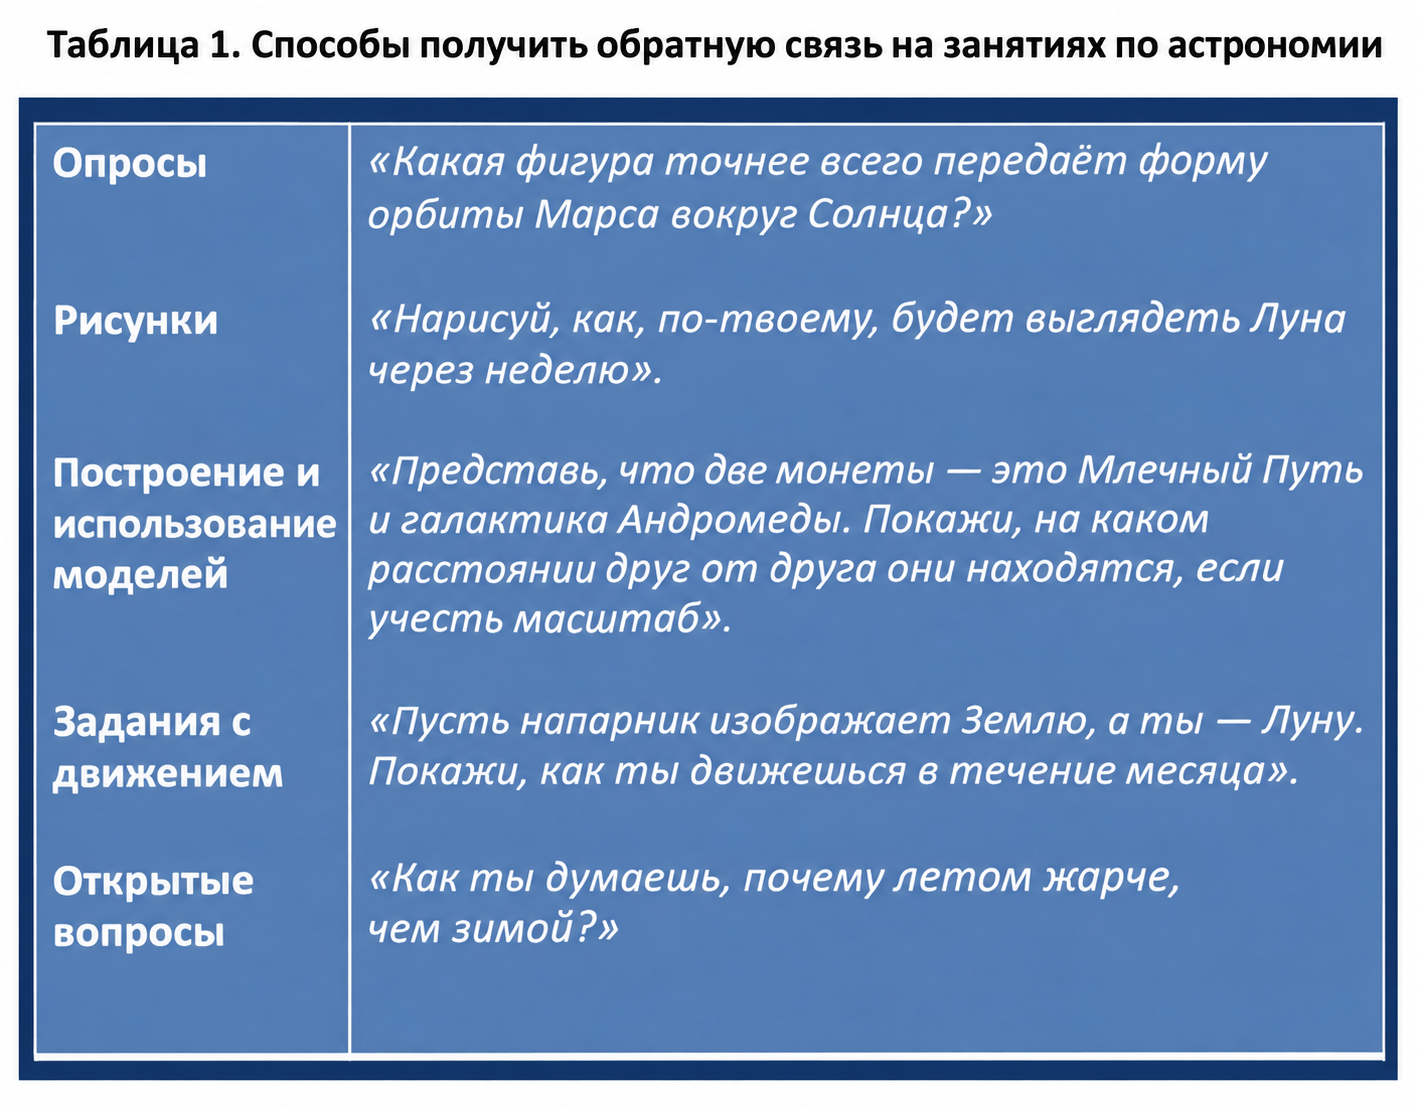 Таблица 1. Способы получить обратную связь на занятиях по астрономии
Опросы
«Какая фигура точнее всего передаёт форму
орбиты Марса вокруг Солнца?»
Рисунки
«Нарисуй, как, по-твоему, будет выглядеть Луна
через неделю».
Построение и
использование
моделей
«Представь, что две монеты — это Млечный Путь
и галактика Андромеды. Покажи, на каком
расстоянии друг от друга они находятся, если
учесть масштаб».
Задания с
движением
«Пусть напарник изображает Землю, а ты — Луну.
Покажи, как ты движешься в течение месяца».
Открытые
вопросы
«Как ты думаешь, почему летом жарче,
чем зимой?»